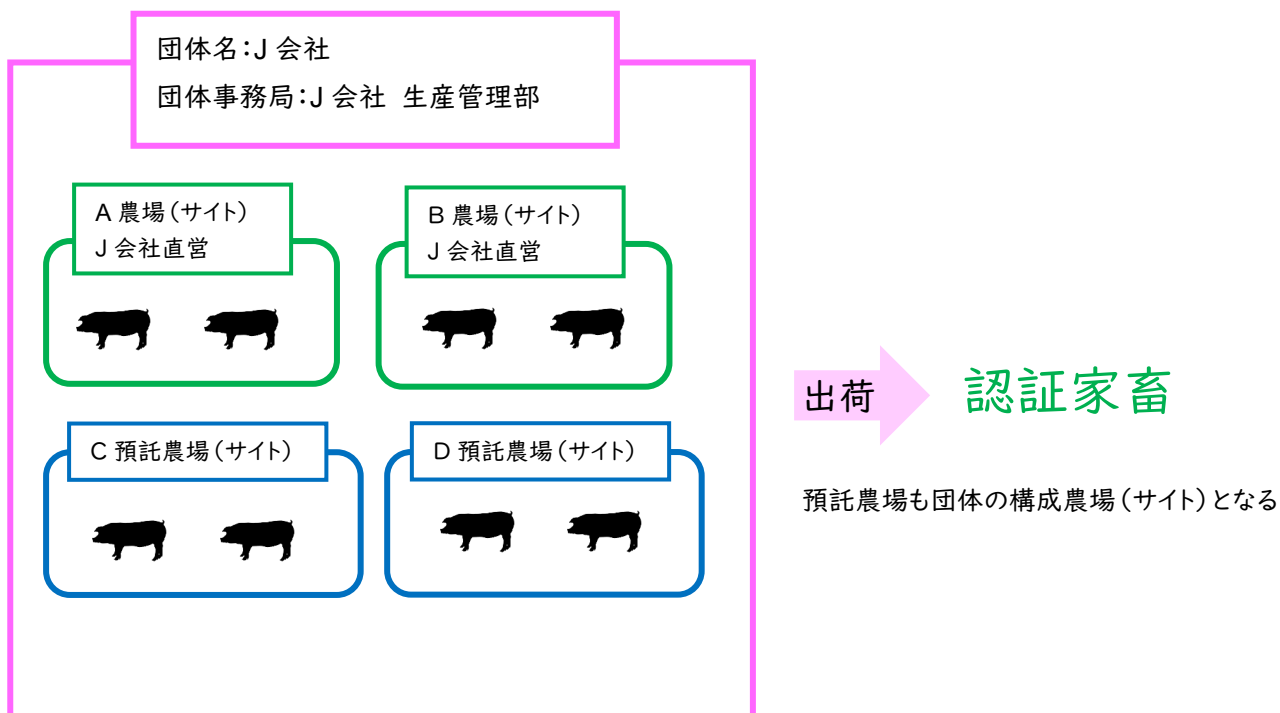 団体名：J 会社
団体事務局：J 会社 生産管理部
A 農場（サイト）
J 会社直営
B 農場（サイト）
J 会社直営
C 預託農場（サイト）
D 預託農場（サイト）
出荷
認証家畜
預託農場も団体の構成農場（サイト）となる